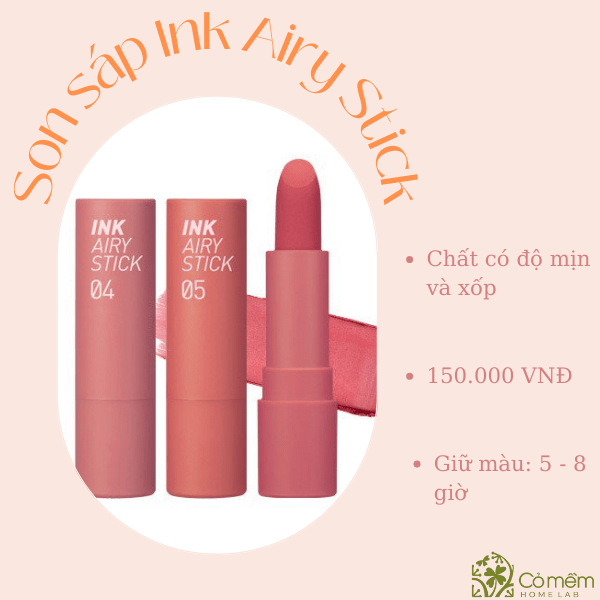 Son sáp Ink Airy Stick
INK
AIRY
STICK
04
INK
AIRY
STICK
05
Chất có độ mịn
và xốp
150.000 VNĐ
Giữ màu: 5 - 8
giờ
Cỏ mềm
HOME LAB